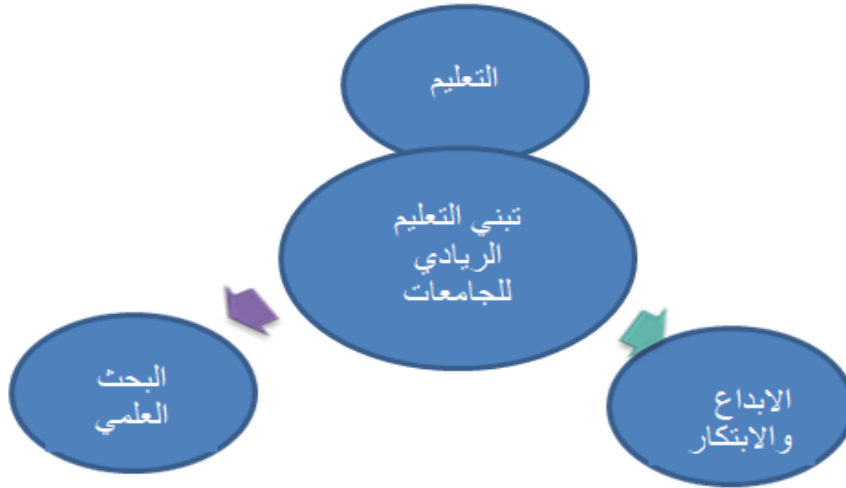 التعليم
تبني التعليم
الريادي
للجامعات
البحث
العلمي
الابداع
والابتكار